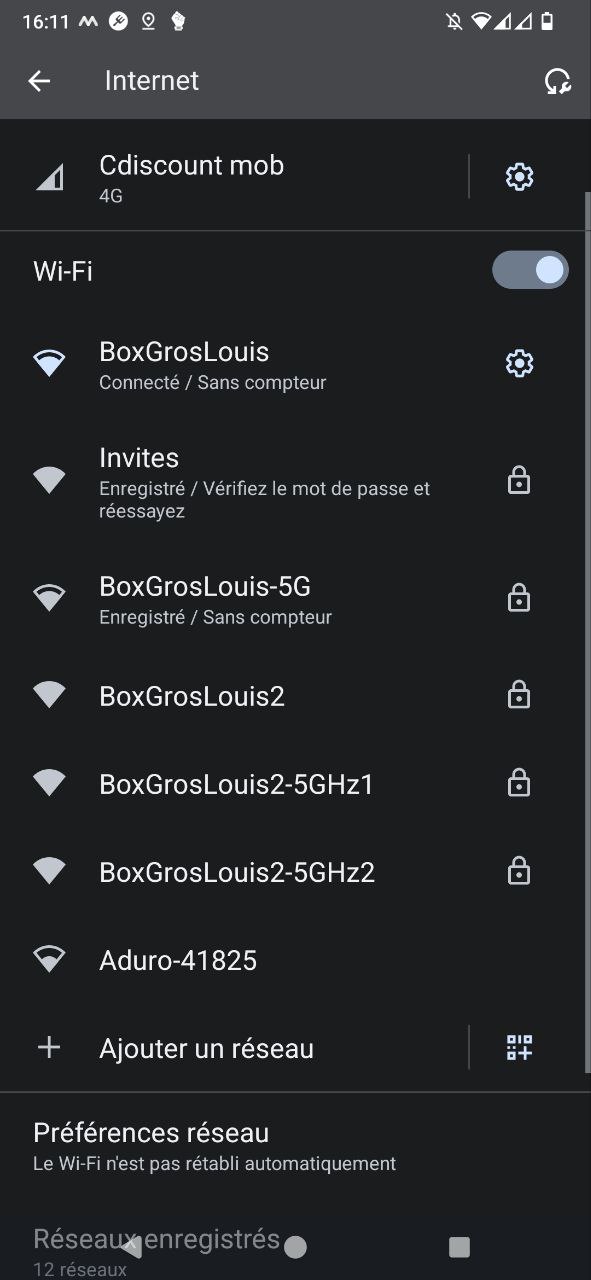 16:11
Internet
Cdiscount mob
4G
Wi-Fi
BoxGrosLouis
Connecté / Sans compteur
Invites
Enregistré / Vérifiez le mot de passe et
réessayez
BoxGrosLouis-5G
Enregistré / Sans compteur
BoxGrosLouis2
BoxGrosLouis2-5GHz1
BoxGrosLouis2-5GHz2
Aduro-41825
Ajouter un réseau
Préférences réseau
Le Wi-Fi n'est pas rétabli automatiquement
Réseaux enregistrés
12 réseaux